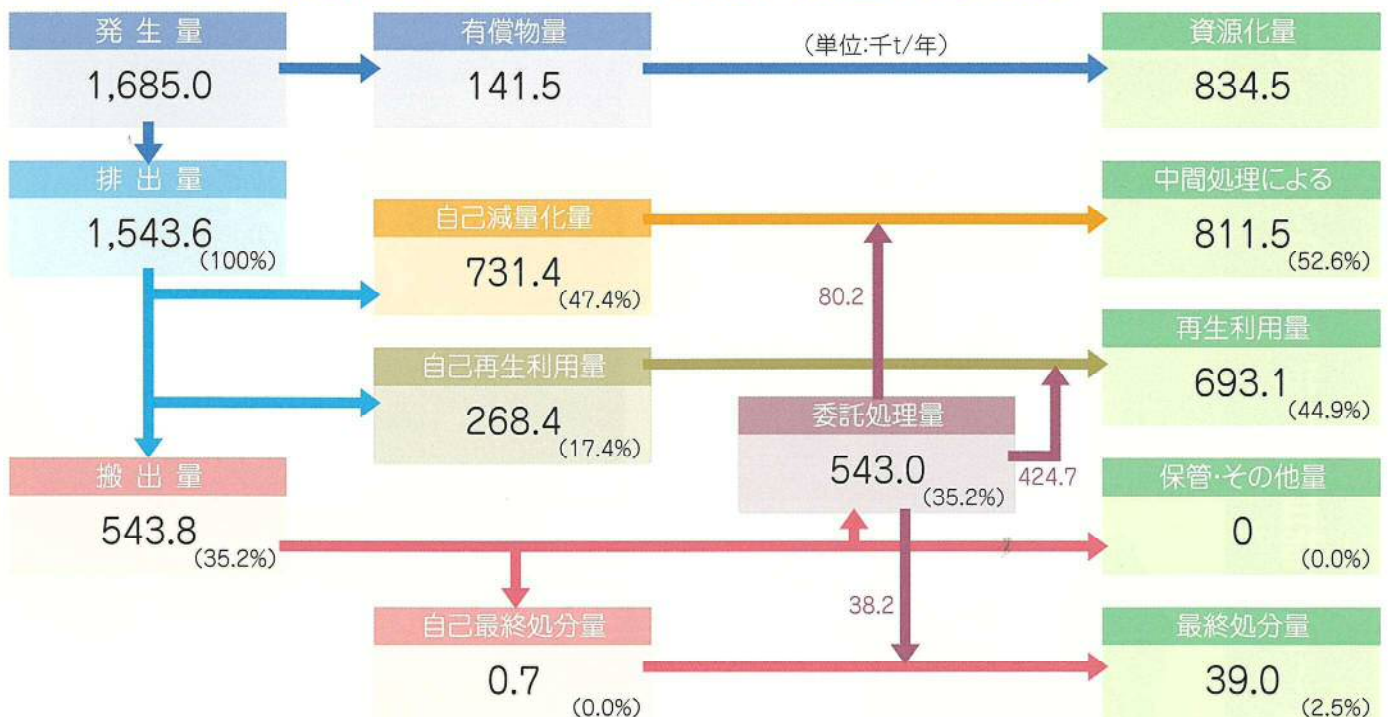 発生量
1,685.0
有償物量
141.5
(単位:千t/年)
資源化量
834.5
排出量
1,543.6
(100%)
自己減量化量
731.4
(47.4%)
中間処理による
811.5
(52.6%)
80.2
自己再生利用量
268.4
(17.4%)
再生利用量
693.1
(44.9%)
委託処理量
543.0
(35.2%)
424.7
搬出量
543.8
(35.2%)
保管・その他量
0
(0.0%)
38.2
自己最終処分量
0.7
(0.0%)
最終処分量
39.0
(2.5%)